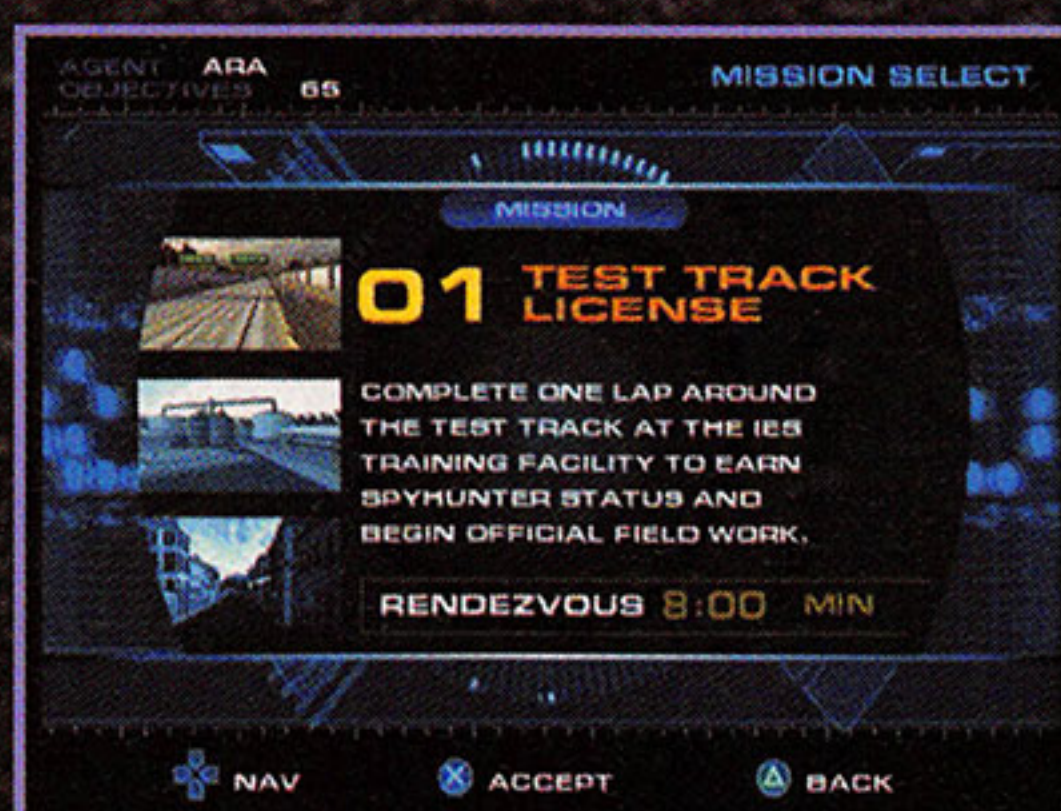 AGENT ARA
OBJECTIVES 65
MISSION SELECT
MISSION
01 TEST TRACK
LICENSE
COMPLETE ONE LAP AROUND
THE TEST TRACK AT THE IES
TRAINING FACILITY TO EARN
SPYHUNTER STATUS AND
BEGIN OFFICIAL FIELD WORK.
RENDEZVOUS 8:00 MIN
NAV
ACCEPT
BACK